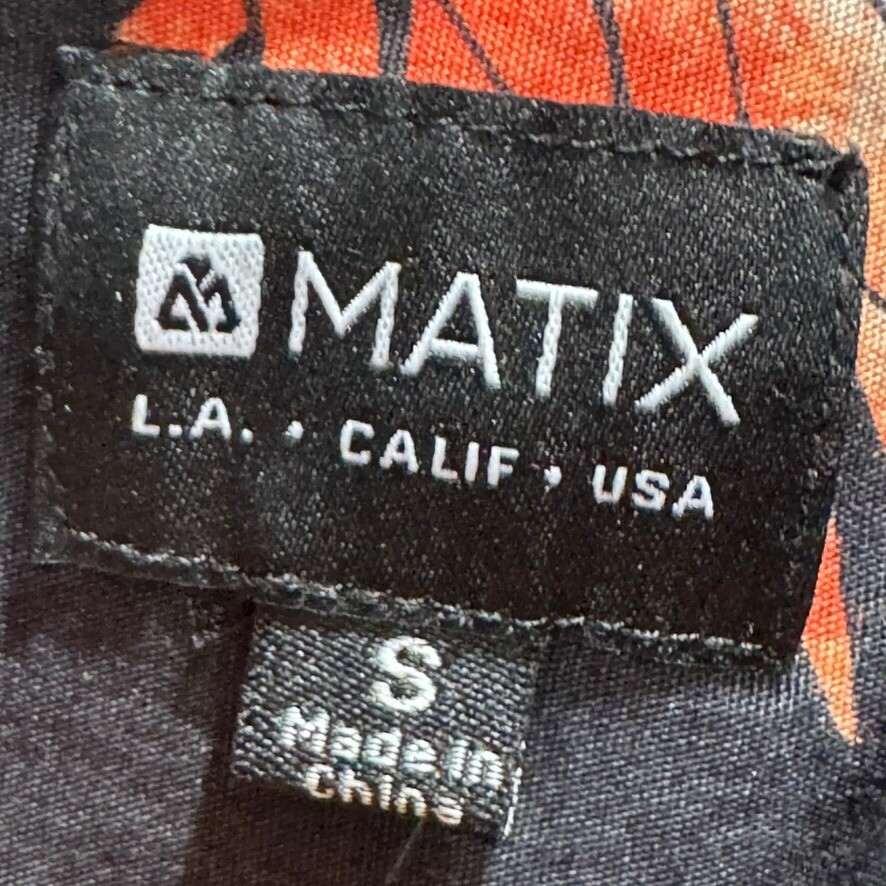 MATIX
L.A. • CALIF • USA
S
Made In
China